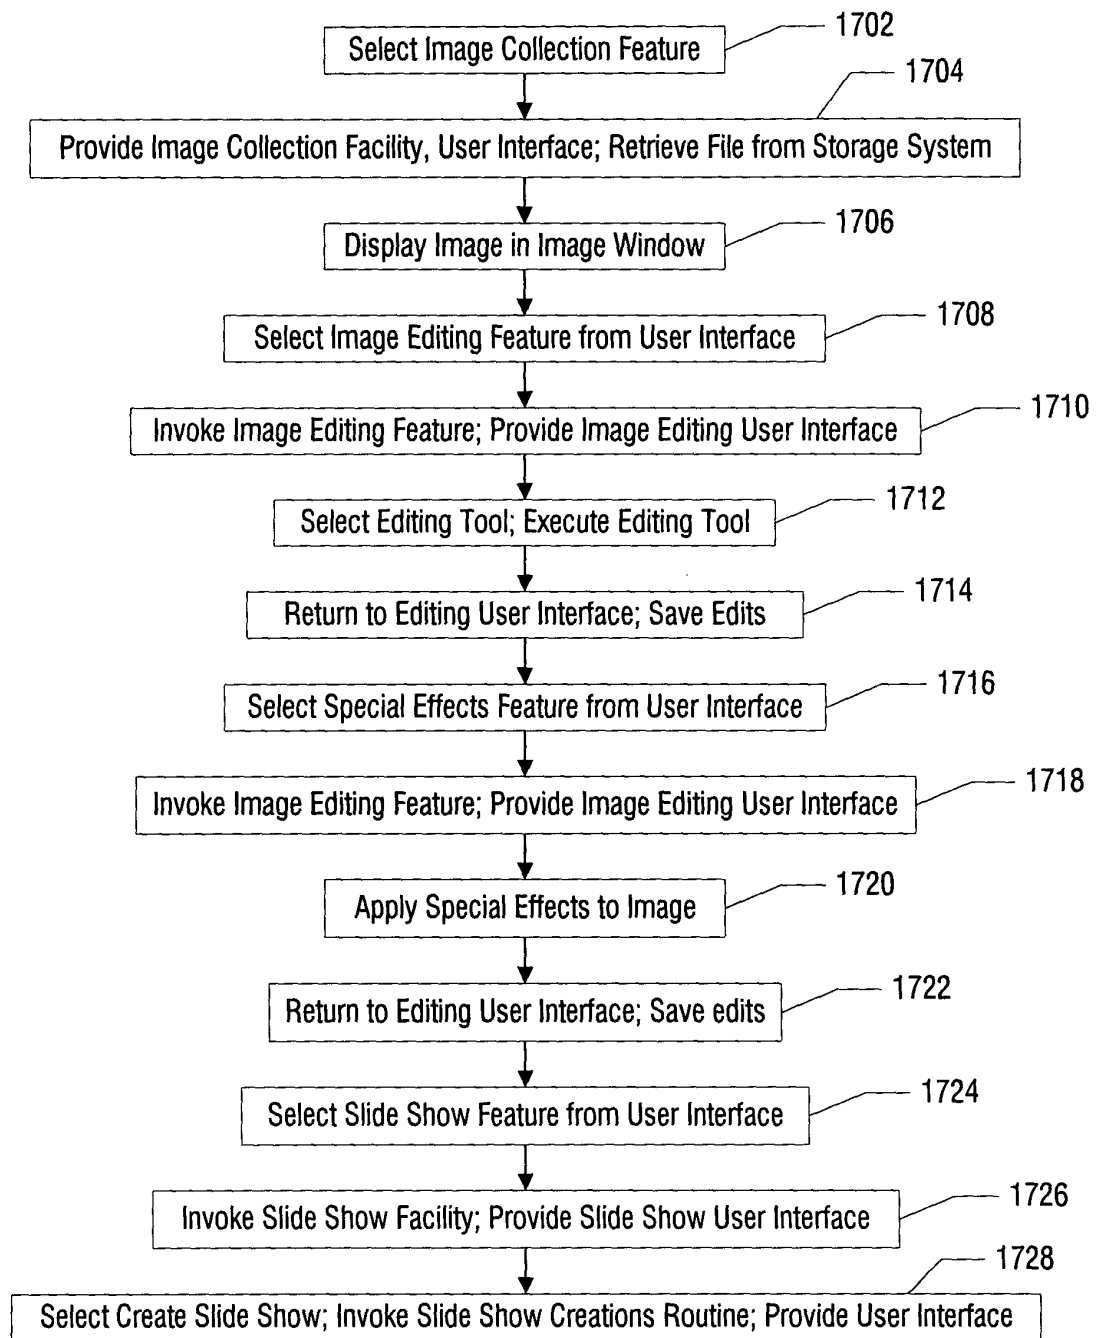 1702
Select Image Collection Feature
1704
Provide Image Collection Facility, User Interface; Retrieve File from Storage System
1706
Display Image in Image Window
1708
Select Image Editing Feature from User Interface
1710
Invoke Image Editing Feature; Provide Image Editing User Interface
1712
Select Editing Tool; Execute Editing Tool
1714
Return to Editing User Interface; Save Edits
1716
Select Special Effects Feature from User Interface
1718
Invoke Image Editing Feature; Provide Image Editing User Interface
1720
Apply Special Effects to Image
1722
Return to Editing User Interface; Save edits
1724
Select Slide Show Feature from User Interface
1726
Invoke Slide Show Facility; Provide Slide Show User Interface
1728
Select Create Slide Show; Invoke Slide Show Creations Routine; Provide User Interface